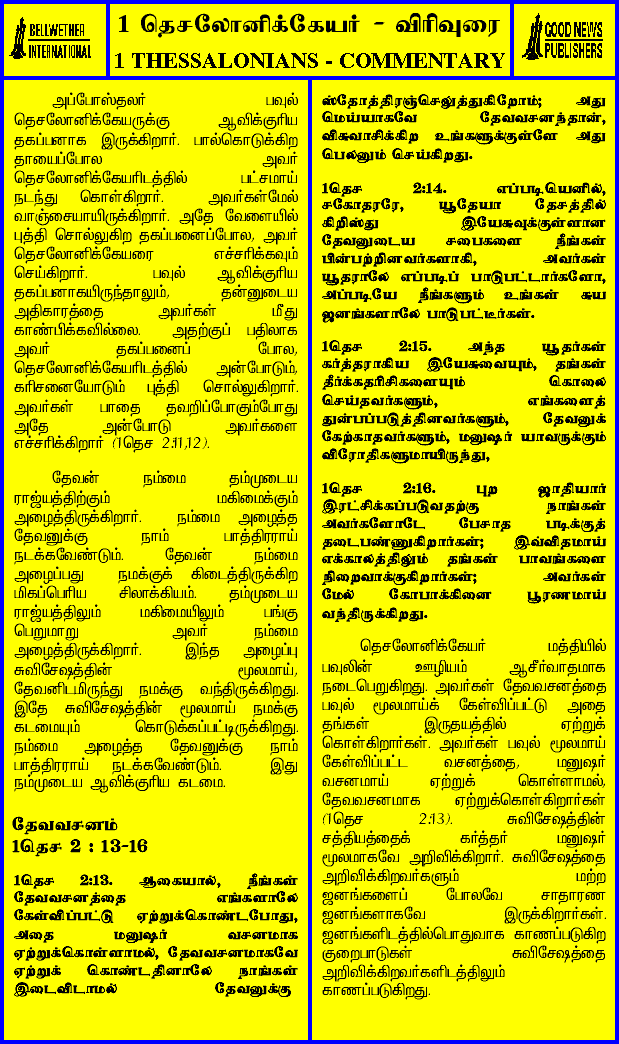 BELLWETHER
INTERNATIONAL
1 தெசலோனிக்கேயர் - விரிவுரை
1 THESSALONIANS - COMMENTARY
GOOD NEWS
PUBLISHERS
அப்போஸ்தலர் பவுல்
தெசலோனிக்கேயருக்கு ஆவிக்குரிய
தகப்பனாக இருக்கிறார். பால்கொடுக்கிற
தாயைப்போல அவர்
தெசலோனிக்கேயரிடத்தில் பட்சமாய்
நடந்து கொள்கிறார். அவர்கள்மேல்
வாஞ்சையாயிருக்கிறார். அதே வேளையில்
புத்தி சொல்லுகிற தகப்பனைப்போல, அவர்
தெசலோனிக்கேயரை எச்சரிக்கவும்
செய்கிறார். பவுல் ஆவிக்குரிய
தகப்பனாகயிருந்தாலும், தன்னுடைய
அதிகாரத்தை அவர்கள் மீது
காண்பிக்கவில்லை. அதற்குப் பதிலாக
அவர் தகப்பனைப் போல,
தெசலோனிக்கேயரிடத்தில் அன்போடும்,
கரிசனையோடும் புத்தி சொல்லுகிறார்.
அவர்கள் பாதை தவறிப்போகும்போது
அதே அன்போடு அவர்களை
எச்சரிக்கிறார் (1தெச 2:11,12).
தேவன் நம்மை தம்முடைய
ராஜ்யத்திற்கும் மகிமைக்கும்
அழைத்திருக்கிறார். நம்மை அழைத்த
தேவனுக்கு நாம் பாத்திரராய்
நடக்கவேண்டும். தேவன் நம்மை
அழைப்பது நமக்குக் கிடைத்திருக்கிற
மிகப்பெரிய சிலாக்கியம். தம்முடைய
ராஜ்யத்திலும் மகிமையிலும் பங்கு
பெறுமாறு அவர் நம்மை
அழைத்திருக்கிறார். இந்த அழைப்பு
சுவிசேஷத்தின் மூலமாய்,
தேவனிடமிருந்து நமக்கு வந்திருக்கிறது.
இதே சுவிசேஷத்தின் மூலமாய் நமக்கு
கடமையும் கொடுக்கப்பட்டிருக்கிறது.
நம்மை அழைத்த தேவனுக்கு நாம்
பாத்திரராய் நடக்கவேண்டும். இது
நம்முடைய ஆவிக்குரிய கடமை.
தேவவசனம்
1தெச 2 : 13-16
1தெச 2:13. ஆகையால், நீங்கள்
தேவவசனத்தை எங்களாலே
கேள்விப்பட்டு ஏற்றுக்கொண்டபோது,
அதை மனுஷர் வசனமாக
ஏற்றுக்கொள்ளாமல், தேவவசனமாகவே
ஏற்றுக் கொண்டதினாலே நாங்கள்
இடைவிடாமல் தேவனுக்கு
ஸ்தோத்திரஞ்செலுத்துகிறோம்; அது
மெய்யாகவே தேவவசனந்தான்,
விசுவாசிக்கிற உங்களுக்குள்ளே அது
பெலனும் செய்கிறது.
1தெச 2:14. எப்படியெனில்,
சகோதரரே, யூதேயா தேசத்தில்
கிறிஸ்து இயேசுவுக்குள்ளான
தேவனுடைய சபைகளை நீங்கள்
பின்பற்றினவர்களாகி, அவர்கள்
யூதராலே எப்படிப் பாடுபட்டார்களோ,
அப்படியே நீங்களும் உங்கள் சுய
ஜனங்களாலே பாடுபட்டீர்கள்.
1தெச 2:15. அந்த யூதர்கள்
கர்த்தராகிய இயேசுவையும், தங்கள்
தீர்க்கதரிசிகளையும் கொலை
செய்தவர்களும், எங்களைத்
துன்பப்படுத்தினவர்களும், தேவனுக்
கேற்காதவர்களும், மனுஷர் யாவருக்கும்
விரோதிகளுமாயிருந்து,
1தெச 2:16. புற ஜாதியார்
இரட்சிக்கப்படுவதற்கு நாங்கள்
அவர்களோடே பேசாத படிக்குத்
தடைபண்ணுகிறார்கள்; இவ்விதமாய்
எக்காலத்திலும் தங்கள் பாவங்களை
நிறைவாக்குகிறார்கள்; அவர்கள்
மேல் கோபாக்கினை பூரணமாய்
வந்திருக்கிறது.
தெசலோனிக்கேயர் மத்தியில்
பவுலின் ஊழியம் ஆசீர்வாதமாக
நடைபெறுகிறது. அவர்கள் தேவவசனத்தை
பவுல் மூலமாய்க் கேள்விப்பட்டு அதை
தங்கள் இருதயத்தில் ஏற்றுக்
கொள்கிறார்கள். அவர்கள் பவுல் மூலமாய்
கேள்விப்பட்ட வசனத்தை, மனுஷர்
வசனமாய் ஏற்றுக் கொள்ளாமல்,
தேவவசனமாக ஏற்றுக்கொள்கிறார்கள்
(1தெச 2:13). சுவிசேஷத்தின்
சத்தியத்தைக் கர்த்தர் மனுஷர்
மூலமாகவே அறிவிக்கிறார். சுவிசேஷத்தை
அறிவிக்கிறவர்களும் மற்ற
ஜனங்களைப் போலவே சாதாரண
ஜனங்களாகவே இருக்கிறார்கள்.
ஜனங்களிடத்தில்பொதுவாக காணப்படுகிற
குறைபாடுகள் சுவிசேஷத்தை
அறிவிக்கிறவர்களிடத்திலும்
காணப்படுகிறது.